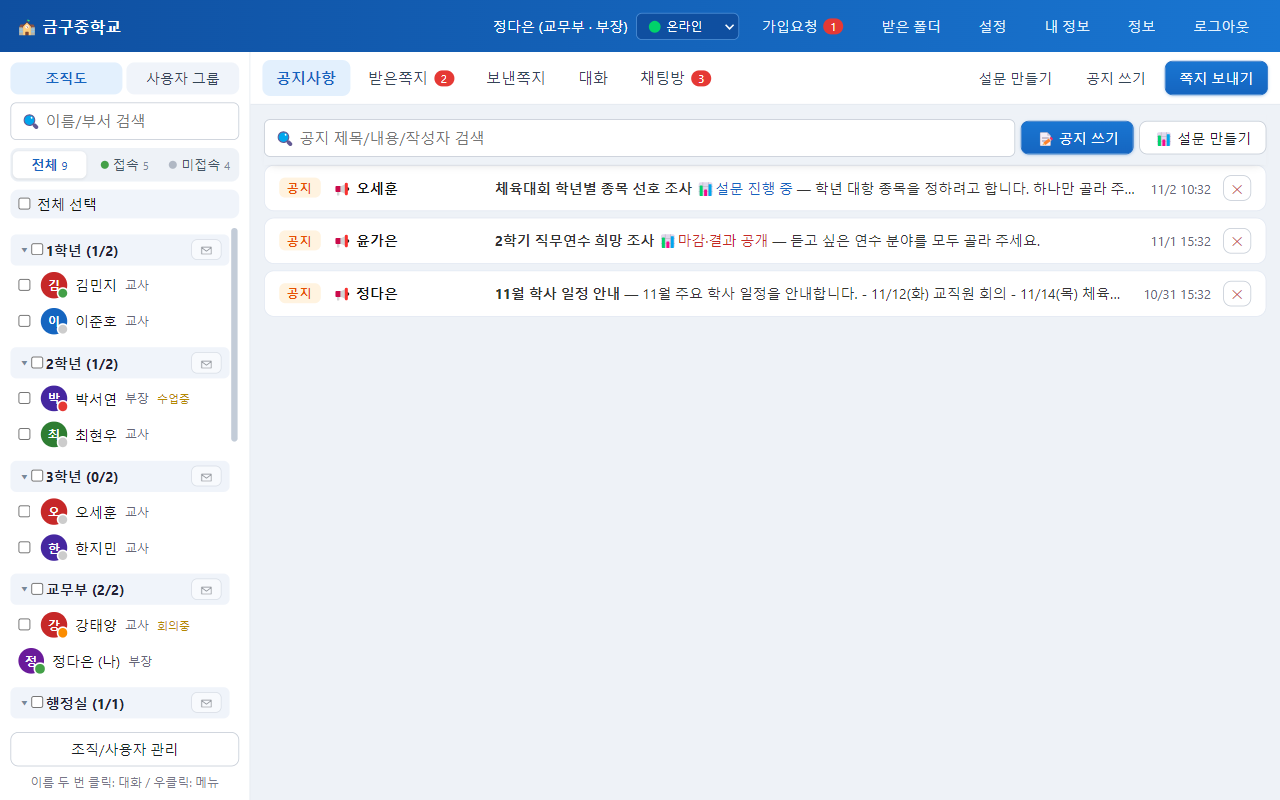 금구중학교
정다은 (교무부 · 부장)
온라인
가입요청 1
받은 폴더
설정
내 정보
정보
로그아웃
조직도
사용자 그룹
이름/부서 검색
전체 9
접속 5
미접속 4
전체 선택
1학년 (1/2)
김 김민지 교사
이 이준호 교사
2학년 (1/2)
박 박서연 부장 수업중
최 최현우 교사
3학년 (0/2)
오 오세훈 교사
한 한지민 교사
교무부 (2/2)
강 강태양 교사 회의중
정 정다은 (나) 부장
행정실 (1/1)
조직/사용자 관리
이름 두 번 클릭: 대화 / 우클릭: 메뉴
공지사항
받은쪽지 2
보낸쪽지
대화
채팅방 3
설문 만들기
공지 쓰기
쪽지 보내기
공지 제목/내용/작성자 검색
공지 쓰기
설문 만들기
공지 오세훈 체육대회 학년별 종목 선호 조사 설문 진행 중 — 학년 대항 종목을 정하려고 합니다. 하나만 골라 주... 11/2 10:32
공지 윤가은 2학기 직무연수 희망 조사 마감·결과 공개 — 듣고 싶은 연수 분야를 모두 골라 주세요. 11/1 15:32
공지 정다은 11월 학사 일정 안내 — 11월 주요 학사 일정을 안내합니다. - 11/12(화) 교직원 회의 - 11/14(목) 체육... 10/31 15:32